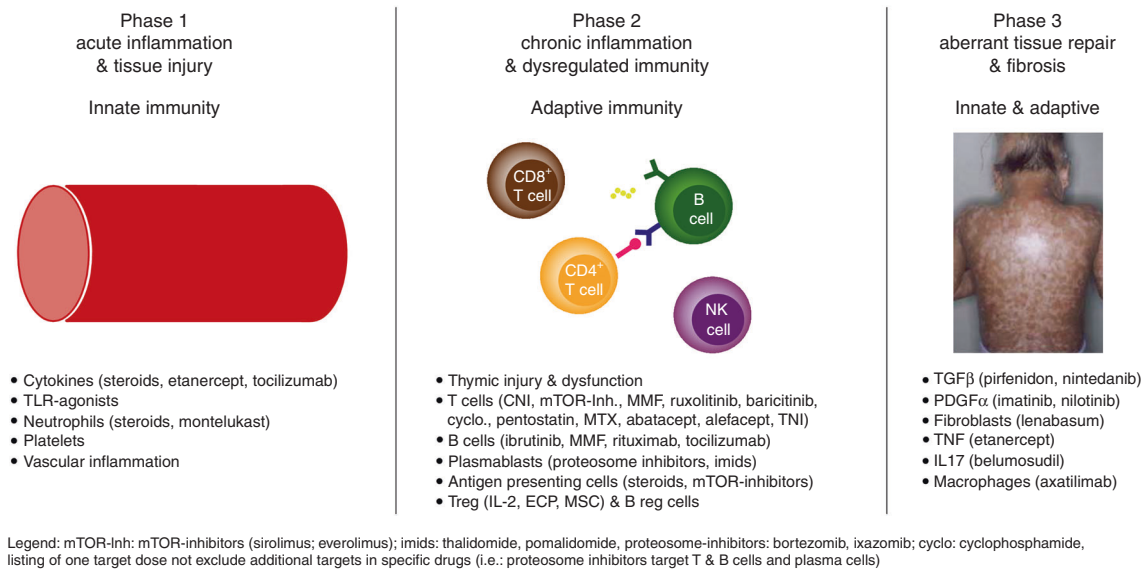 Phase 1
acute inflammation
& tissue injury
Innate immunity
• Cytokines (steroids, etanercept, tocilizumab)
• TLR-agonists
• Neutrophils (steroids, montelukast)
• Platelets
• Vascular inflammation
Phase 2
chronic inflammation
& dysregulated immunity
Adaptive immunity
CD8+
T cell
B
cell
CD4+
T cell
NK
cell
• Thymic injury & dysfunction
• T cells (CNI, mTOR-Inh., MMF, ruxolitinib, baricitinib,
cyclo., pentostatin, MTX, abatacept, alefacept, TNI)
• B cells (ibrutinib, MMF, rituximab, tocilizumab)
• Plasmablasts (proteosome inhibitors, imids)
• Antigen presenting cells (steroids, mTOR-inhibitors)
• Treg (IL-2, ECP, MSC) & B reg cells
Phase 3
aberrant tissue repair
& fibrosis
Innate & adaptive
• TGFβ (pirfenidon, nintedanib)
• PDGFα (imatinib, nilotinib)
• Fibroblasts (lenabasum)
• TNF (etanercept)
• IL17 (belumosudil)
• Macrophages (axatilimab)
Legend: mTOR-Inh: mTOR-inhibitors (sirolimus; everolimus); imids: thalidomide, pomalidomide, proteosome-inhibitors: bortezomib, ixazomib; cyclo: cyclophosphamide,
listing of one target dose not exclude additional targets in specific drugs (i.e.: proteosome inhibitors target T & B cells and plasma cells)